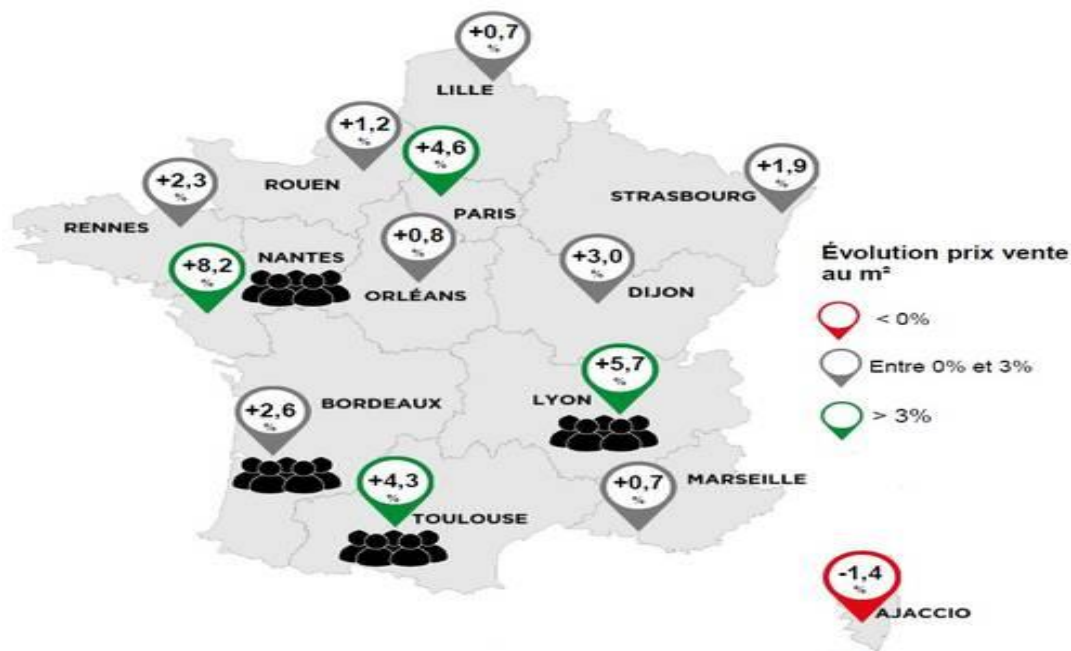 +0,7
%
LILLE
+1,2
%
+4,6
%
ROUEN
PARIS
+2,3
%
RENNES
+1,9
%
STRASBOURG
+8,2
%
NANTES
+0,8
%
ORLÉANS
+3,0
%
DIJON
Évolution prix vente
au m²
< 0%
Entre 0% et 3%
> 3%
+5,7
%
LYON
+2,6
%
BORDEAUX
+4,3
%
TOULOUSE
+0,7
%
MARSEILLE
-1,4
%
AJACCIO